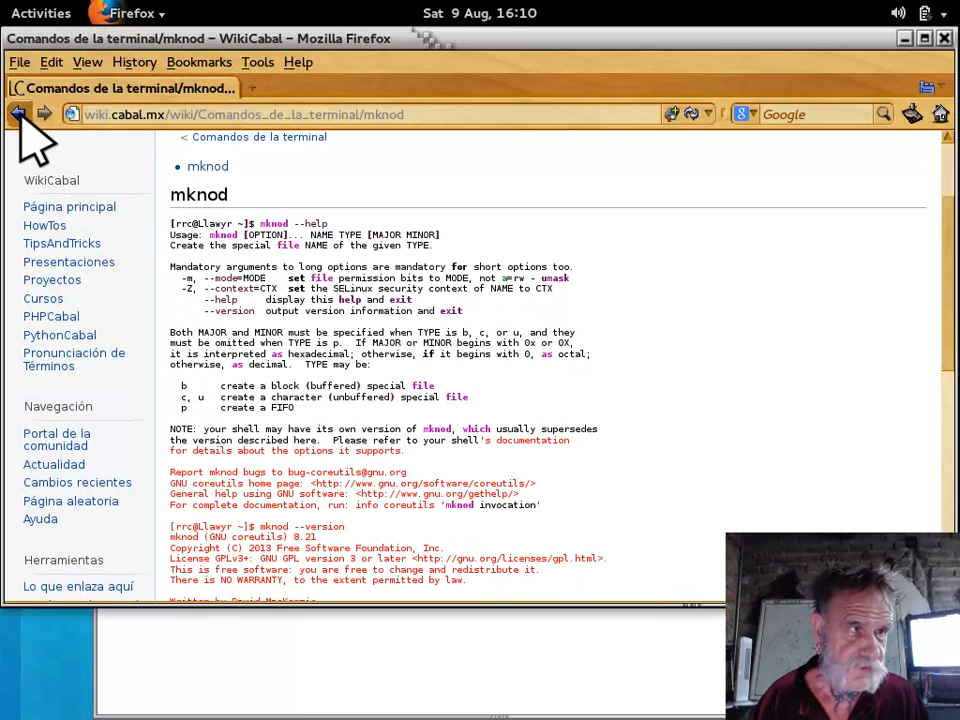 Activities Firefox Sat 9 Aug, 16:10
Comandos de la terminal/mknod – WikiCabal – Mozilla Firefox
File Edit View History Bookmarks Tools Help
Comandos de la terminal/mknod...
wiki.cabal.mx/wiki/Comandos_de_la_terminal/mknod Google
WikiCabal
Página principal
HowTos
TipsAndTricks
Presentaciones
Proyectos
Cursos
PHPCabal
PythonCabal
Pronunciación de
Términos
Navegación
Portal de la
comunidad
Actualidad
Cambios recientes
Página aleatoria
Ayuda
Herramientas
Lo que enlaza aquí
< Comandos de la terminal
• mknod
mknod
[rrc@Llawyr ~]$ mknod --help
Usage: mknod [OPTION]... NAME TYPE [MAJOR MINOR]
Create the special file NAME of the given TYPE.
Mandatory arguments to long options are mandatory for short options too.
-m, --mode=MODE set file permission bits to MODE, not a=rw - umask
-Z, --context=CTX set the SELinux security context of NAME to CTX
--help display this help and exit
--version output version information and exit
Both MAJOR and MINOR must be specified when TYPE is b, c, or u, and they
must be omitted when TYPE is p. If MAJOR or MINOR begins with 0x or 0X,
it is interpreted as hexadecimal; otherwise, if it begins with 0, as octal;
otherwise, as decimal. TYPE may be:
b create a block (buffered) special file
c, u create a character (unbuffered) special file
p create a FIFO
NOTE: your shell may have its own version of mknod, which usually supersedes
the version described here. Please refer to your shell's documentation
for details about the options it supports.
Report mknod bugs to bug-coreutils@gnu.org
GNU coreutils home page: <http://www.gnu.org/software/coreutils/>
General help using GNU software: <http://www.gnu.org/gethelp/>
For complete documentation, run: info coreutils 'mknod invocation'
[rrc@Llawyr ~]$ mknod --version
mknod (GNU coreutils) 8.21
Copyright (C) 2013 Free Software Foundation, Inc.
License GPLv3+: GNU GPL version 3 or later <http://gnu.org/licenses/gpl.html>.
This is free software: you are free to change and redistribute it.
There is NO WARRANTY, to the extent permitted by law.
Written by David MacKenzie